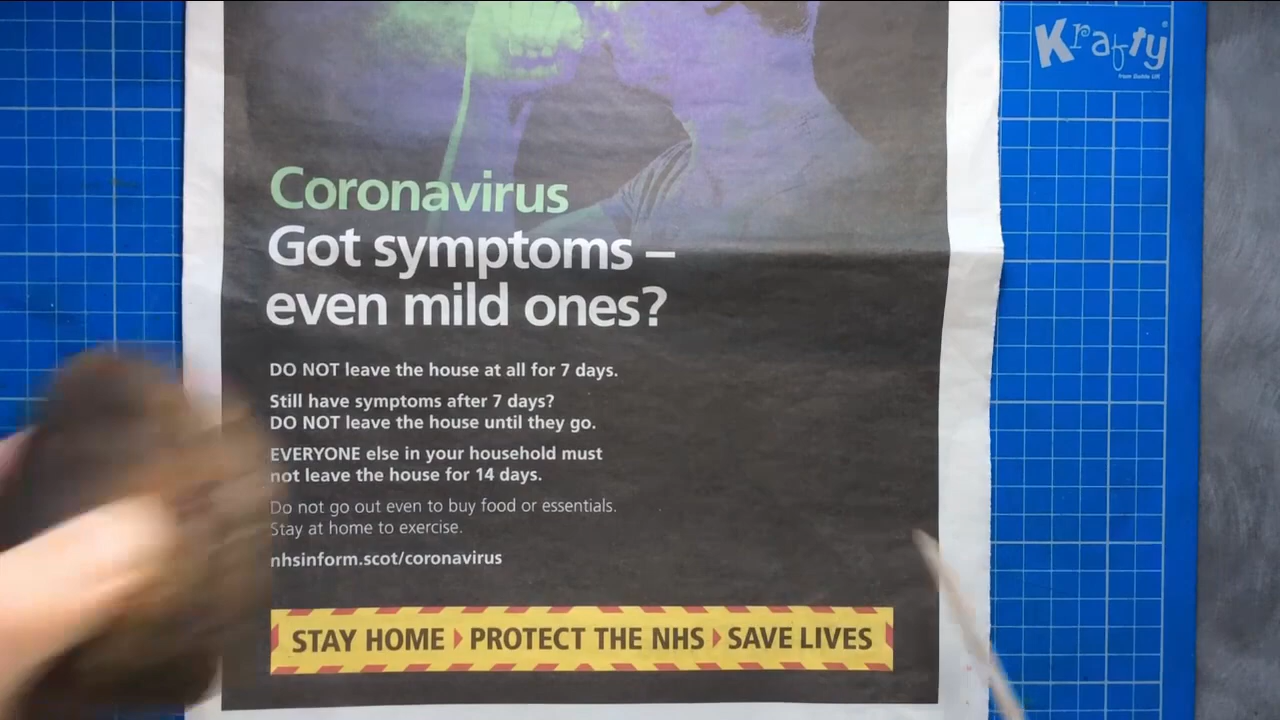 Krafty
Coronavirus
Got symptoms –
even mild ones?
DO NOT leave the house at all for 7 days.
Still have symptoms after 7 days?
DO NOT leave the house until they go.
EVERYONE else in your household must
not leave the house for 14 days.
Do not go out even to buy food or essentials.
Stay at home to exercise.
nhsinform.scot/coronavirus
STAY HOME PROTECT THE NHS SAVE LIVES